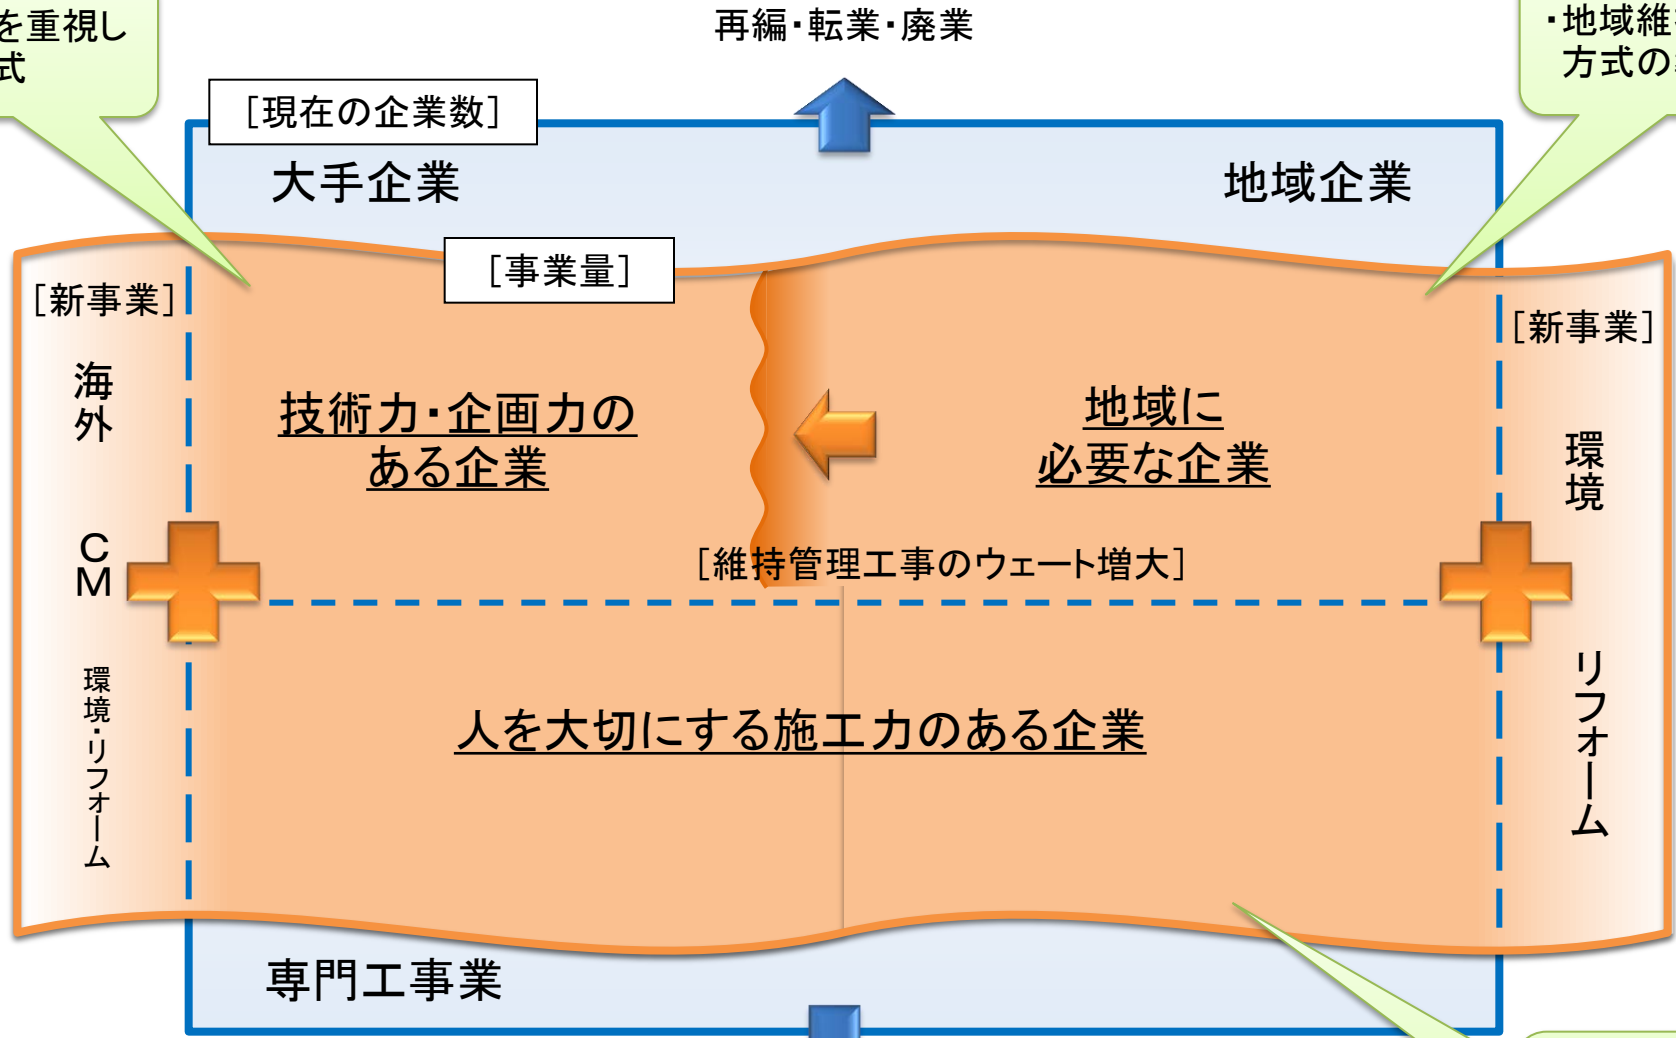 を重視し
式
再編・転業・廃業
・地域維
方式の
[現在の企業数]
大手企業
地域企業
[事業量]
[新事業]
海外
CM
環境・リフォーム
技術力・企画力の
ある企業
地域に
必要な企業
[新事業]
環境
リフォーム
[維持管理工事のウェート増大]
人を大切にする施工力のある企業
専門工事業